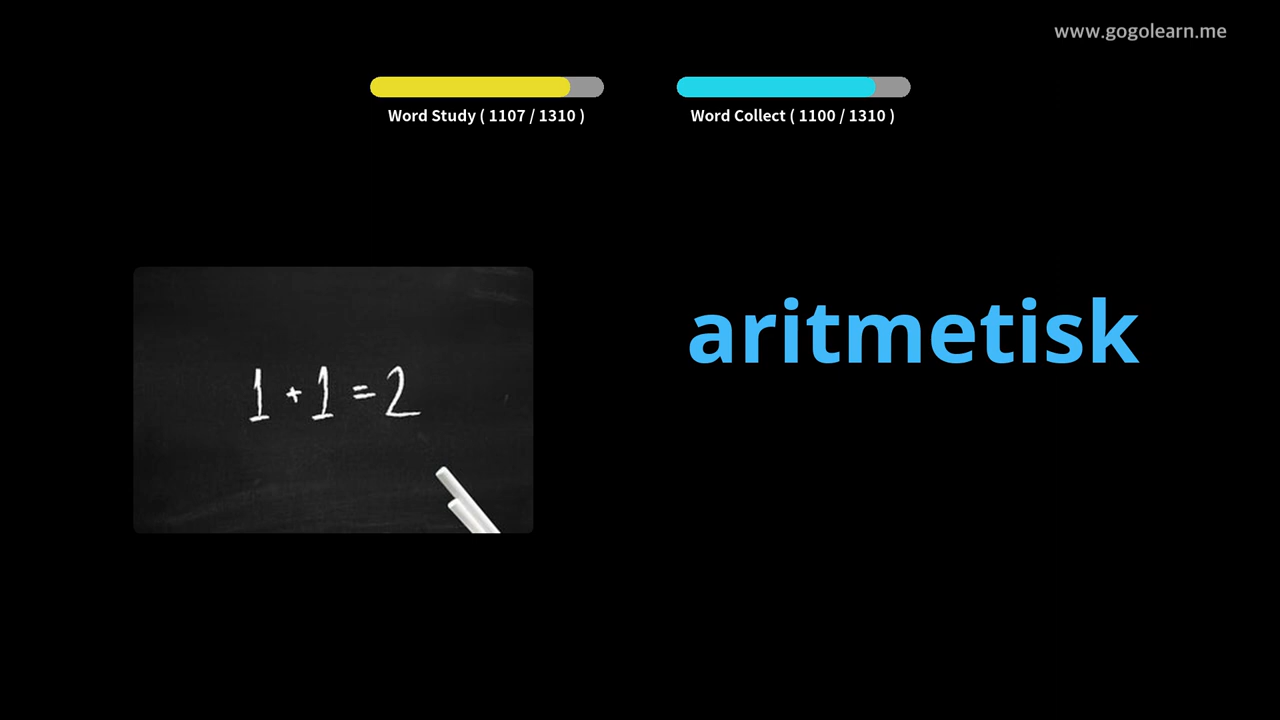 www.gogolearn.me
Word Study ( 1107 / 1310 )
Word Collect ( 1100 / 1310 )
aritmetisk
1 + 1 = 2